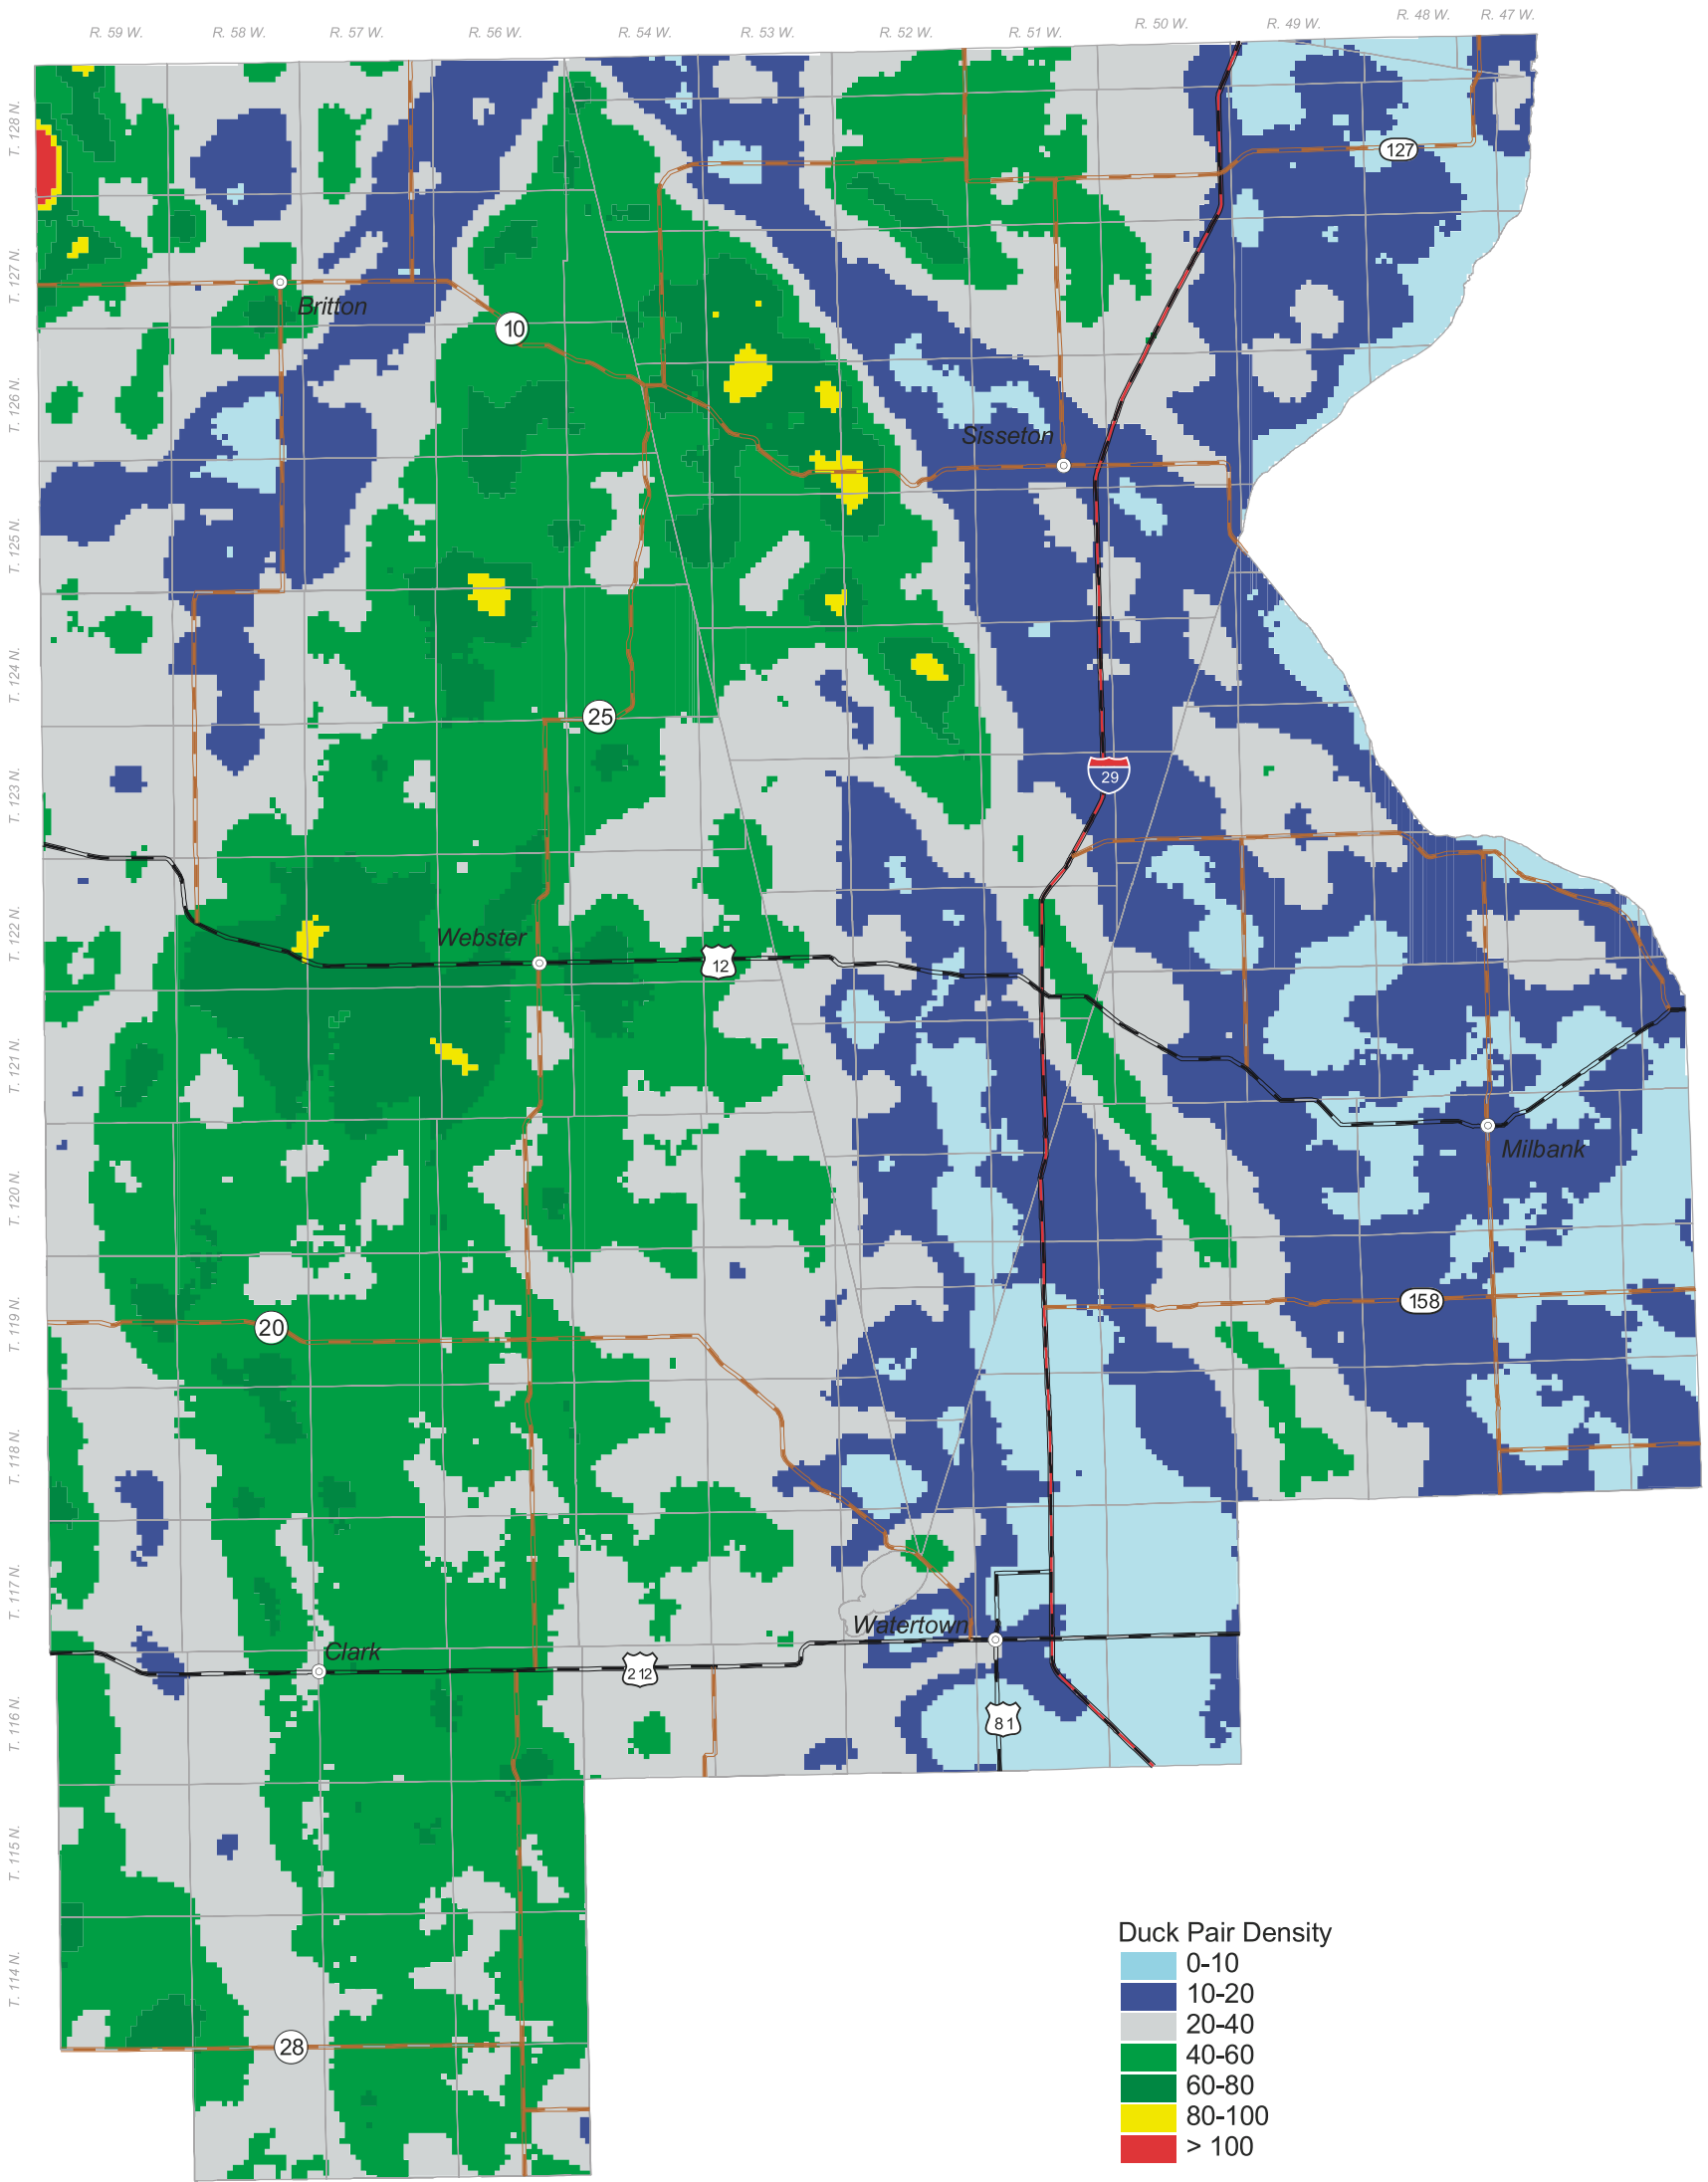 R. 59 W. R. 58 W. R. 57 W. R. 56 W. R. 54 W. R. 53 W. R. 52 W. R. 51 W. R. 50 W. R. 49 W. R. 48 W. R. 47 W.
T. 128 N.
127
T. 127 N.
Britton
10
T. 126 N.
Sisseton
T. 125 N.
T. 124 N.
25
T. 123 N.
29
T. 122 N.
Webster
12
T. 121 N.
Milbank
T. 120 N.
158
T. 119 N.
20
T. 118 N.
T. 117 N.
Watertown
Clark
212
T. 116 N.
81
T. 115 N.
T. 114 N.
28
Duck Pair Density
0-10
10-20
20-40
40-60
60-80
80-100
> 100